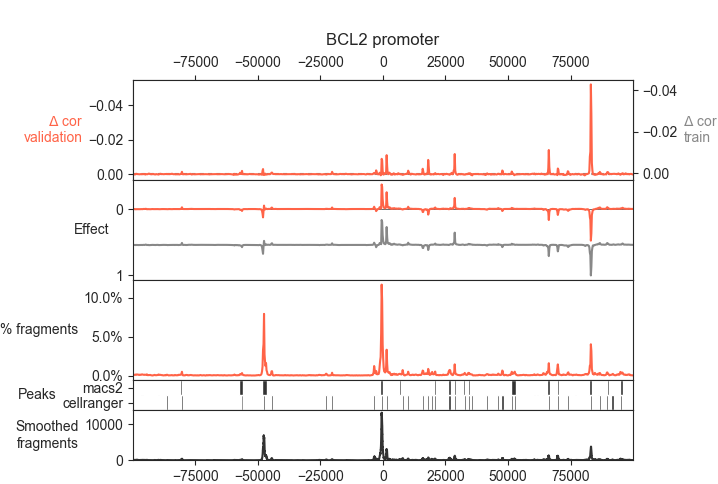 BCL2 promoter
−75000 −50000 −25000 0 25000 50000 75000
Δ cor
validation
−0.04
−0.02
0.00
−0.04
−0.02
0.00
Δ cor
train
Effect
0
1
% fragments
10.0%
5.0%
0.0%
Peaks
macs2
cellranger
Smoothed
fragments
10000
0
−75000 −50000 −25000 0 25000 50000 75000